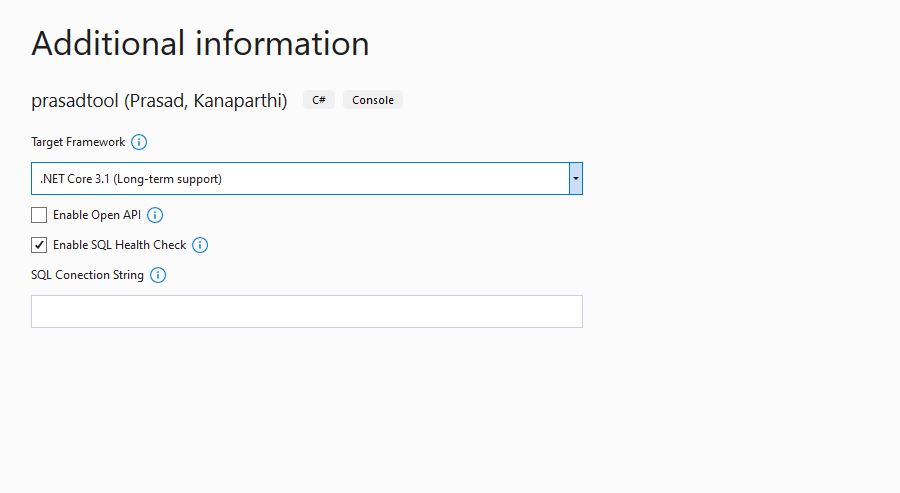 Additional information
prasadtool (Prasad, Kanaparthi) C# Console
Target Framework
.NET Core 3.1 (Long-term support)
Enable Open API
Enable SQL Health Check
SQL Conection String